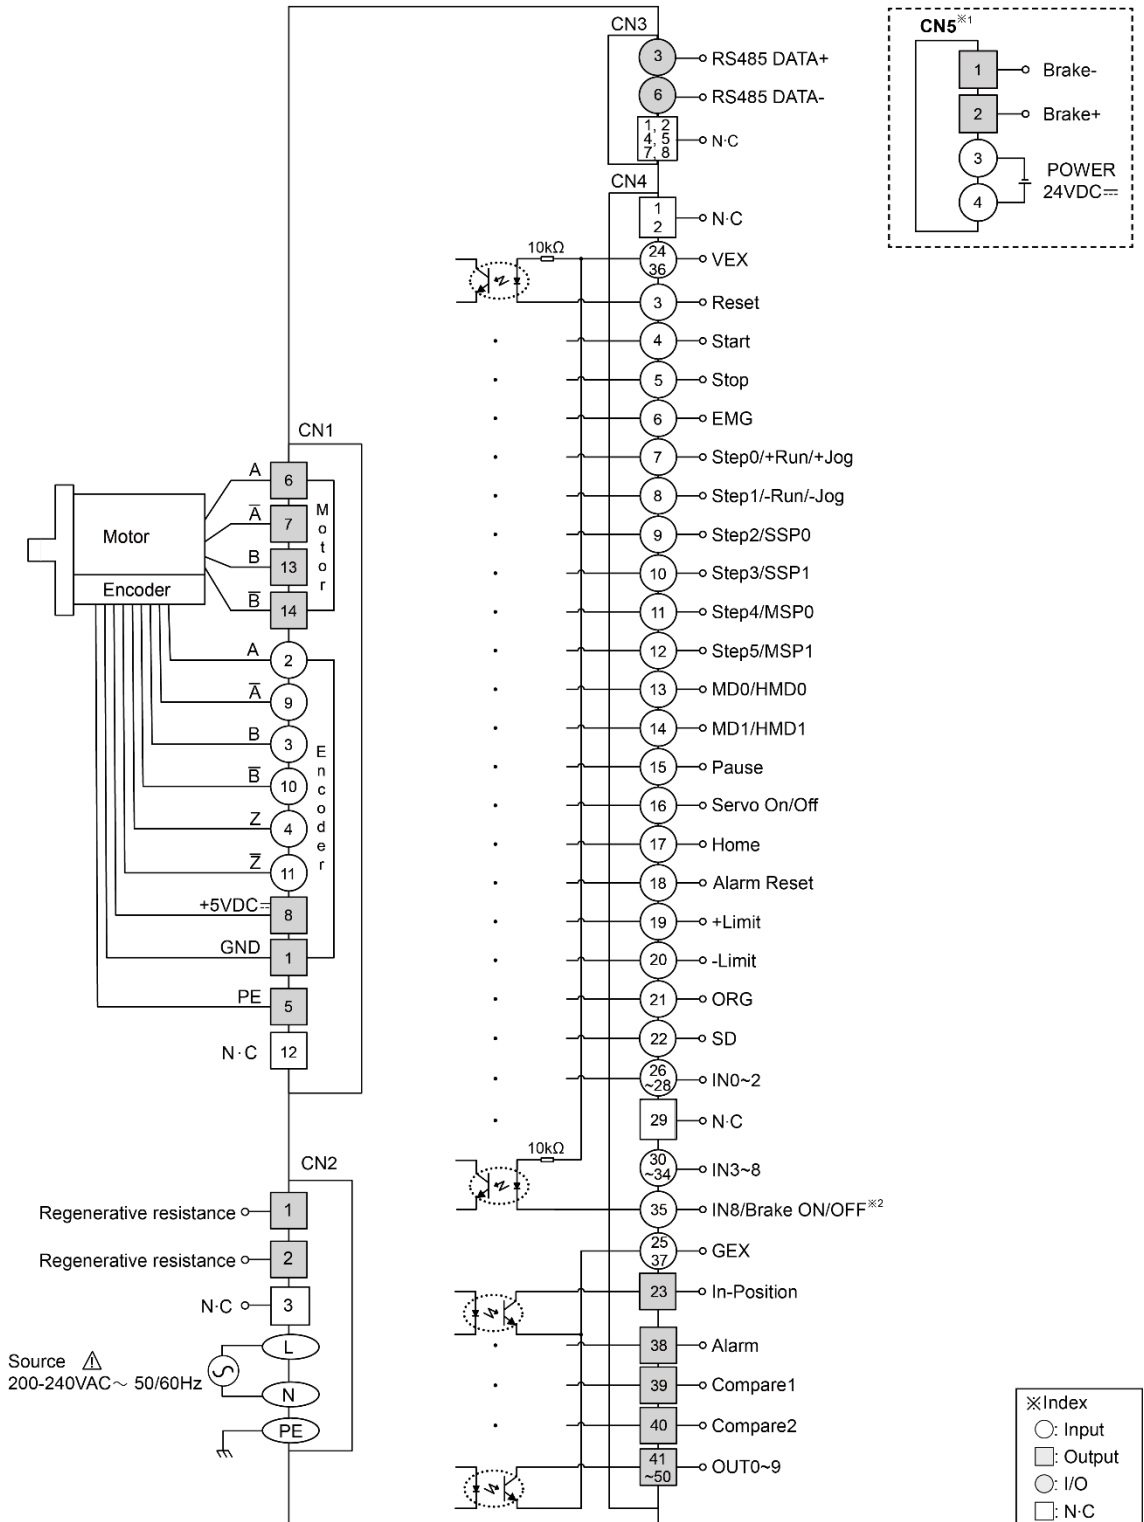 CN3
3 RS485 DATA+
6 RS485 DATA-
1, 2
4, 5
7, 8
N·C
CN4
1
2
N·C
10kΩ
24
36
VEX
3 Reset
4 Start
5 Stop
6 EMG
7 Step0/+Run/+Jog
8 Step1/-Run/-Jog
9 Step2/SSP0
10 Step3/SSP1
11 Step4/MSP0
12 Step5/MSP1
13 MD0/HMD0
14 MD1/HMD1
15 Pause
16 Servo On/Off
17 Home
18 Alarm Reset
19 +Limit
20 -Limit
21 ORG
22 SD
26
~28
IN0~2
29 N·C
10kΩ
30
~34
IN3~8
35 IN8/Brake ON/OFF※2
25
37
GEX
23 In-Position
38 Alarm
39 Compare1
40 Compare2
41
~50
OUT0~9
CN5※1
1 Brake-
2 Brake+
3
4
POWER
24VDC⎓
CN1
Motor
Encoder
A 6
A̅ 7
B 13
B̅ 14
Motor
A 2
A̅ 9
B 3
B̅ 10
Z 4
Z̅ 11
+5VDC⎓ 8
GND 1
Encoder
PE 5
N·C 12
CN2
Regenerative resistance 1
Regenerative resistance 2
N·C 3
L
Source ⚠
200-240VAC～ 50/60Hz
N
PE
※Index
○: Input
□: Output
○: I/O
□: N·C